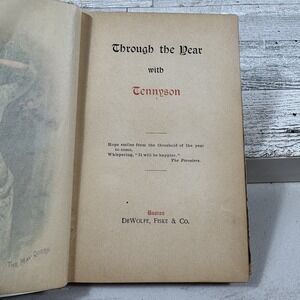 Through the Year
with
Tennyson
Hope smiles from the threshold of the year
to come,
Whispering, "It will be happier."
The Foresters.
Boston
DeWolfe, Fiske & Co.
THE MAY QUEEN